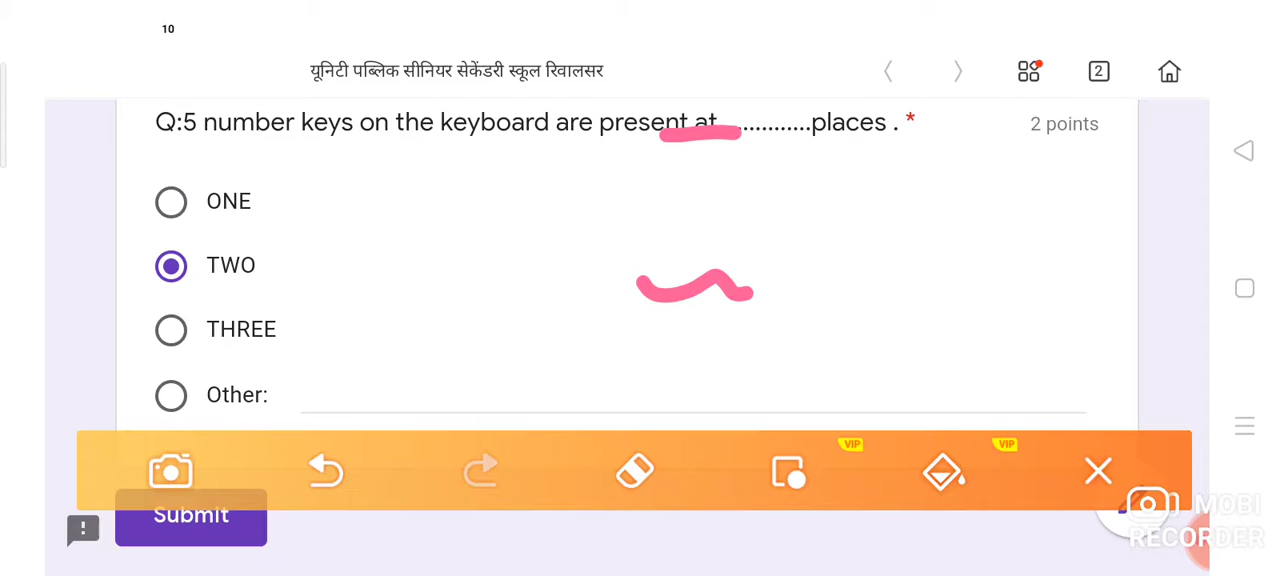 10
यूनिटी पब्लिक सीनियर सेकेंडरी स्कूल रिवालसर
2
Q:5 number keys on the keyboard are present at ............places . *
2 points
ONE
TWO
THREE
Other:
VIP
VIP
Submit
MOBI
RECORDER